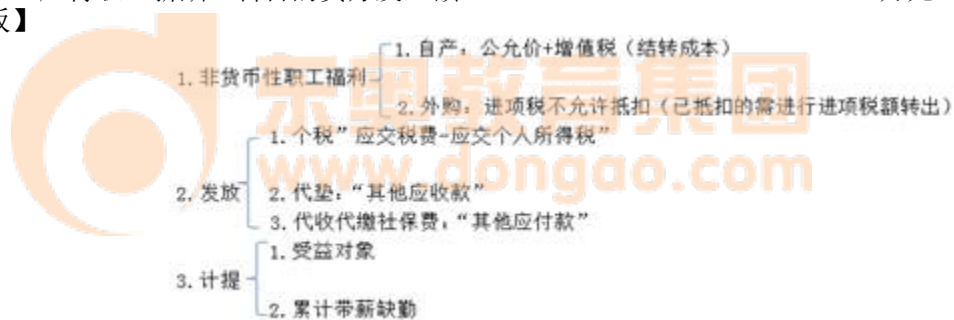 版】
1. 自产：公允价+增值税（结转成本）
1. 非货币性职工福利
2. 外购：进项税不允许抵扣（已抵扣的需进行进项税额转出）
1. 个税”应交税费-应交个人所得税”
2. 发放
2. 代垫：“其他应收款”
3. 代收代缴社保费：“其他应付款”
1. 受益对象
3. 计提
2. 累计带薪缺勤
东奥教育集团
www.dongao.com